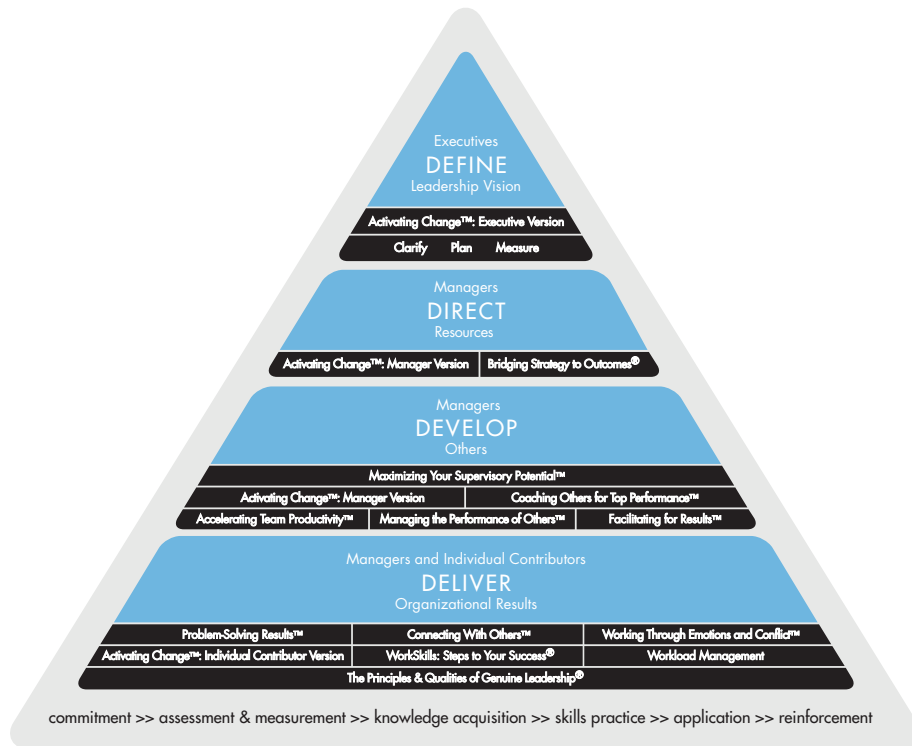 Executives
DEFINE
Leadership Vision
Activating Change™: Executive Version
Clarify Plan Measure
Managers
DIRECT
Resources
Activating Change™: Manager Version Bridging Strategy to Outcomes®
Managers
DEVELOP
Others
Maximizing Your Supervisory Potential™
Activating Change™: Manager Version Coaching Others for Top Performance™
Accelerating Team Productivity™ Managing the Performance of Others™ Facilitating for Results™
Managers and Individual Contributors
DELIVER
Organizational Results
Problem-Solving Results™ Connecting With Others™ Working Through Emotions and Conflict™
Activating Change™: Individual Contributor Version WorkSkills: Steps to Your Success® Workload Management
The Principles & Qualities of Genuine Leadership®
commitment >> assessment & measurement >> knowledge acquisition >> skills practice >> application >> reinforcement